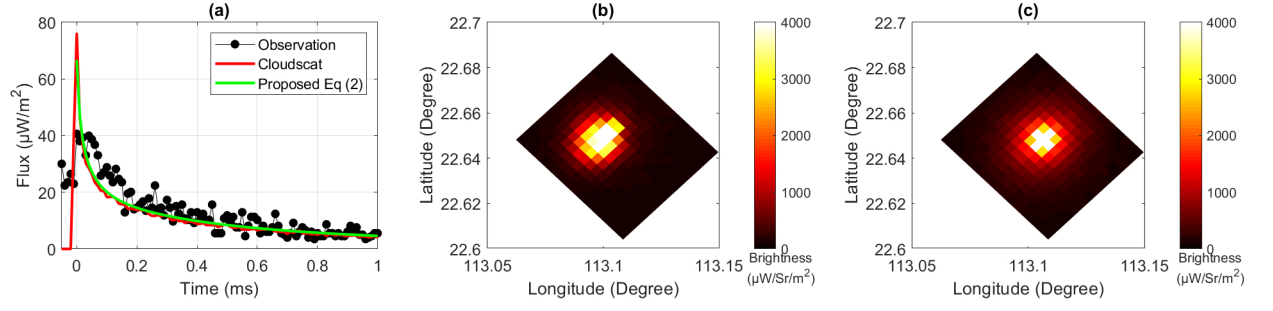 (a)
80
60
40
20
0
Flux (µW/m²)
0
0.2
0.4
0.6
0.8
1
Time (ms)
Observation
Cloudscat
Proposed Eq (2)
(b)
22.7
22.68
22.66
22.64
22.62
22.6
Latitude (Degree)
113.05
113.1
113.15
Longitude (Degree)
4000
3000
2000
1000
0
Brightness
(µW/Sr/m²)
(c)
22.7
22.68
22.66
22.64
22.62
22.6
Latitude (Degree)
113.05
113.1
113.15
Longitude (Degree)
4000
3000
2000
1000
0
Brightness
(µW/Sr/m²)